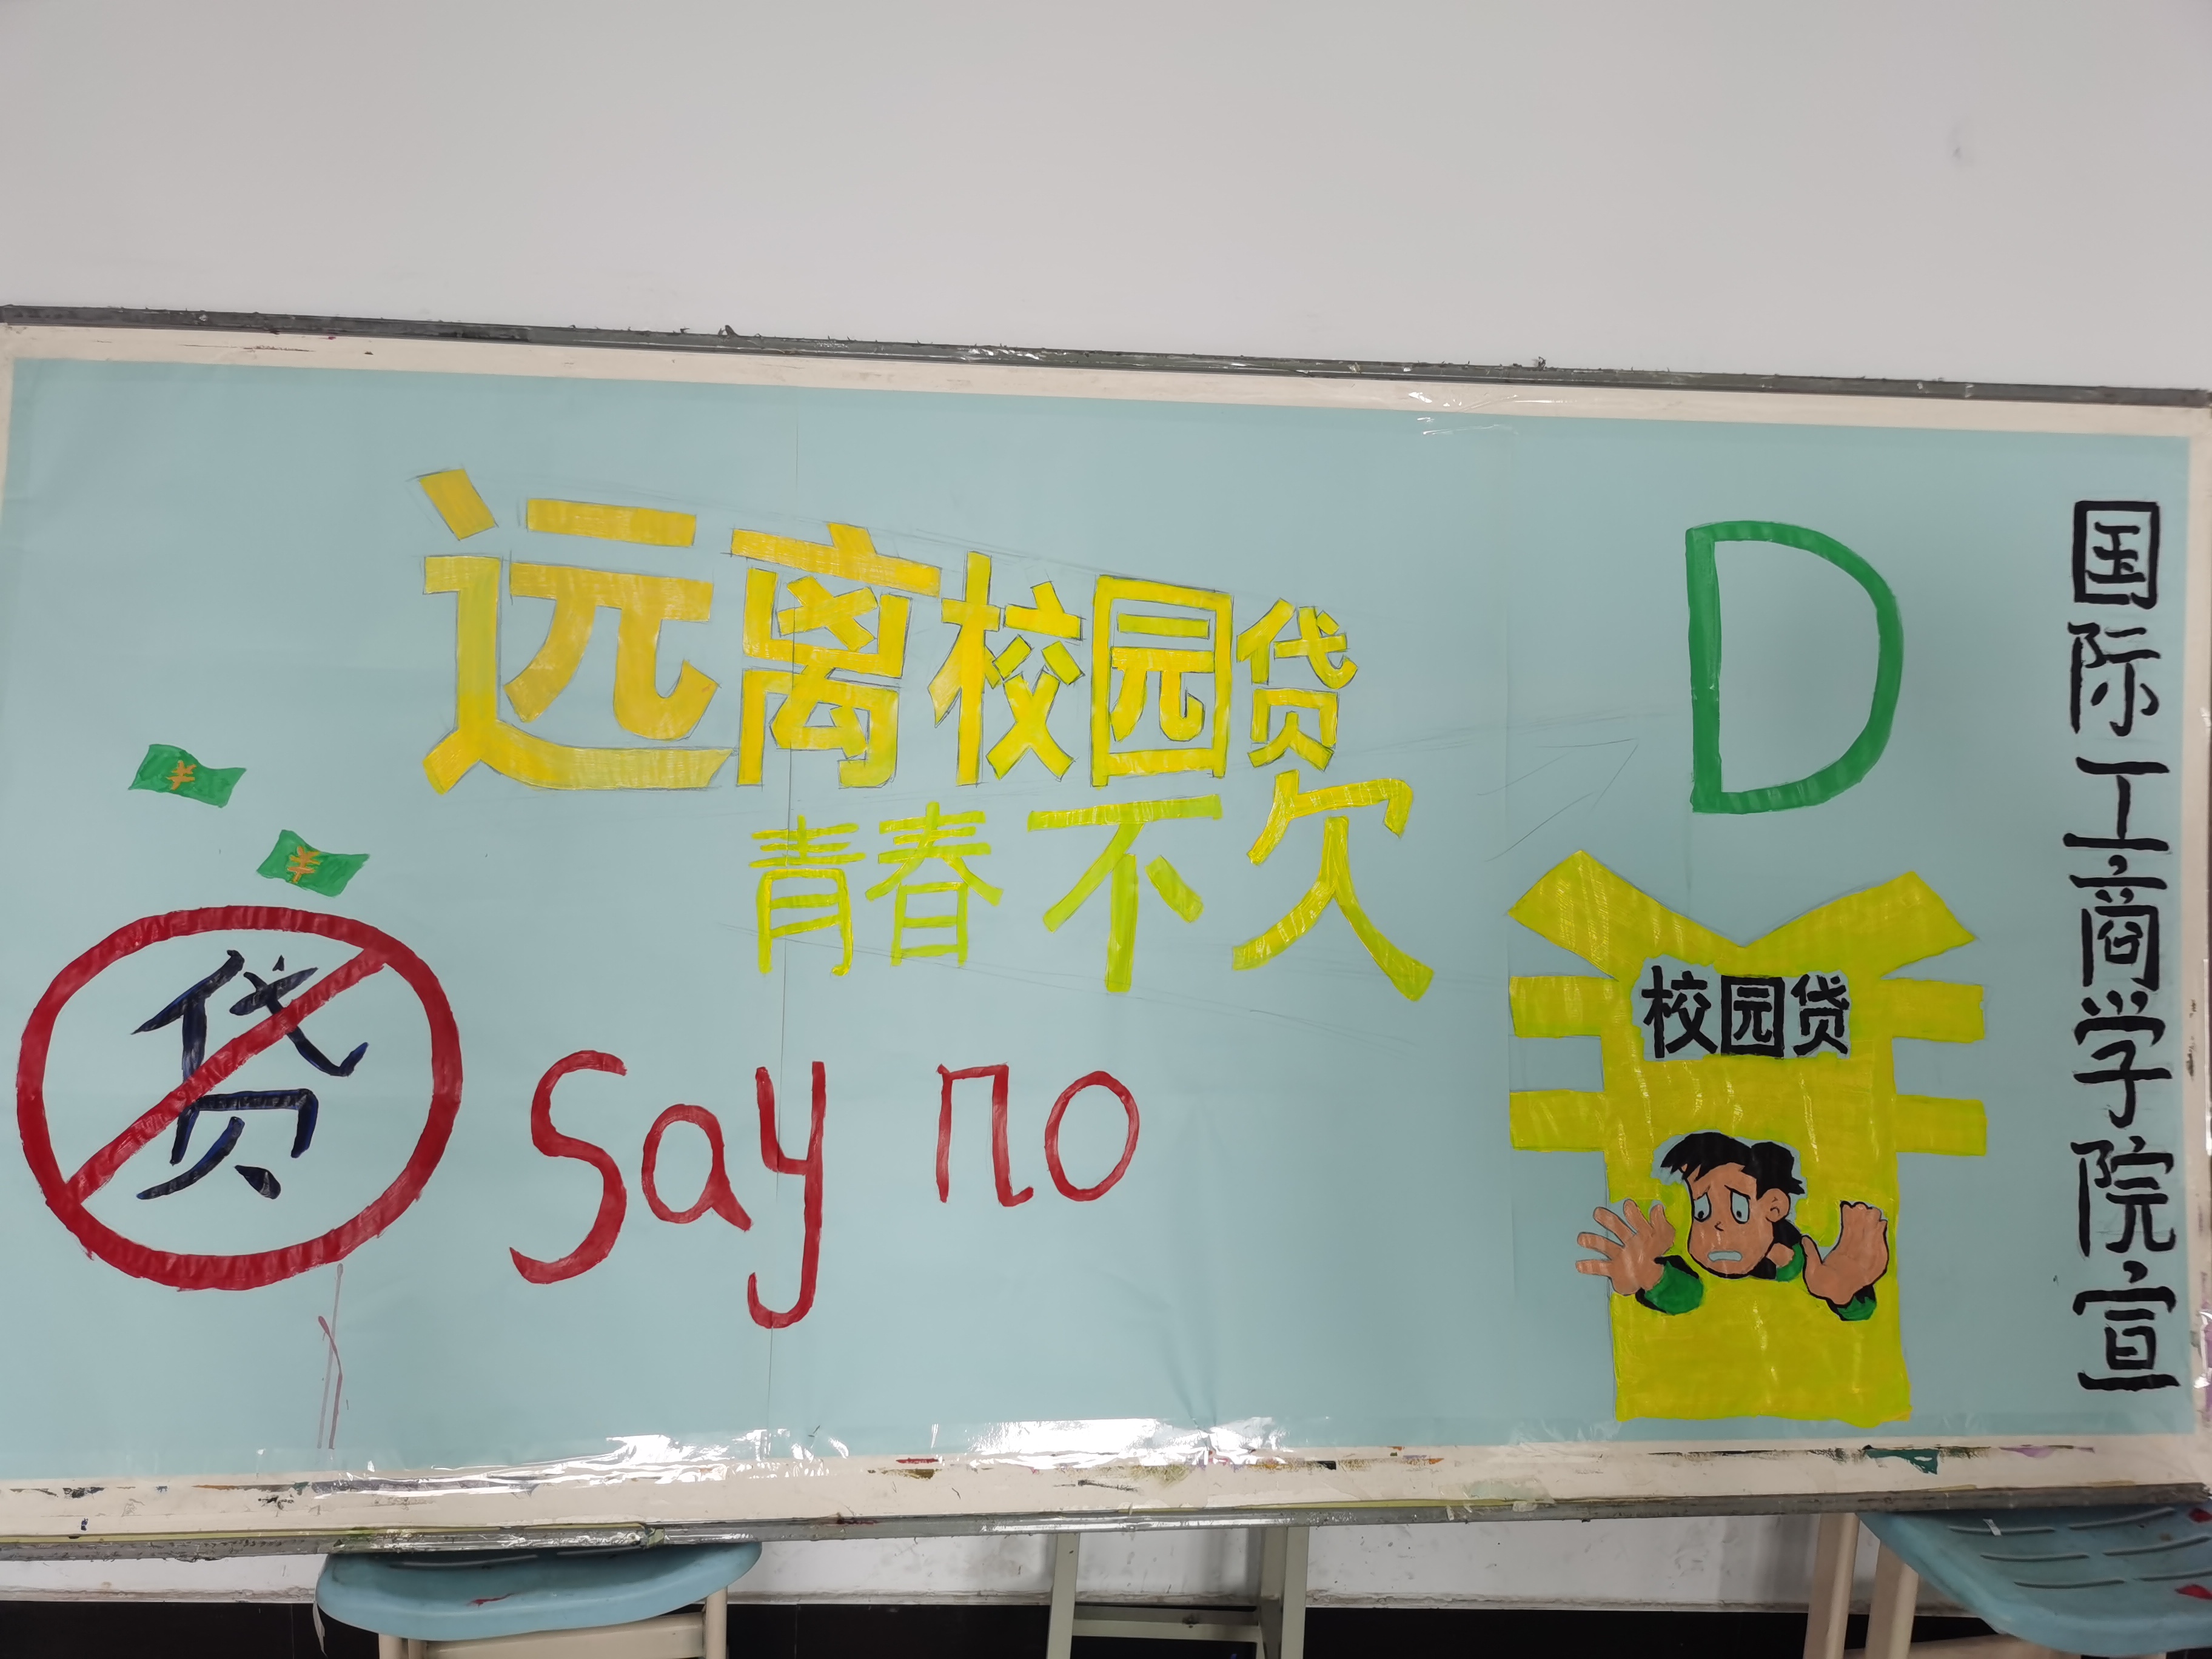 远离校园贷
青春不欠
¥
¥
贷
Say no
D
校园贷
国际工商学院宣